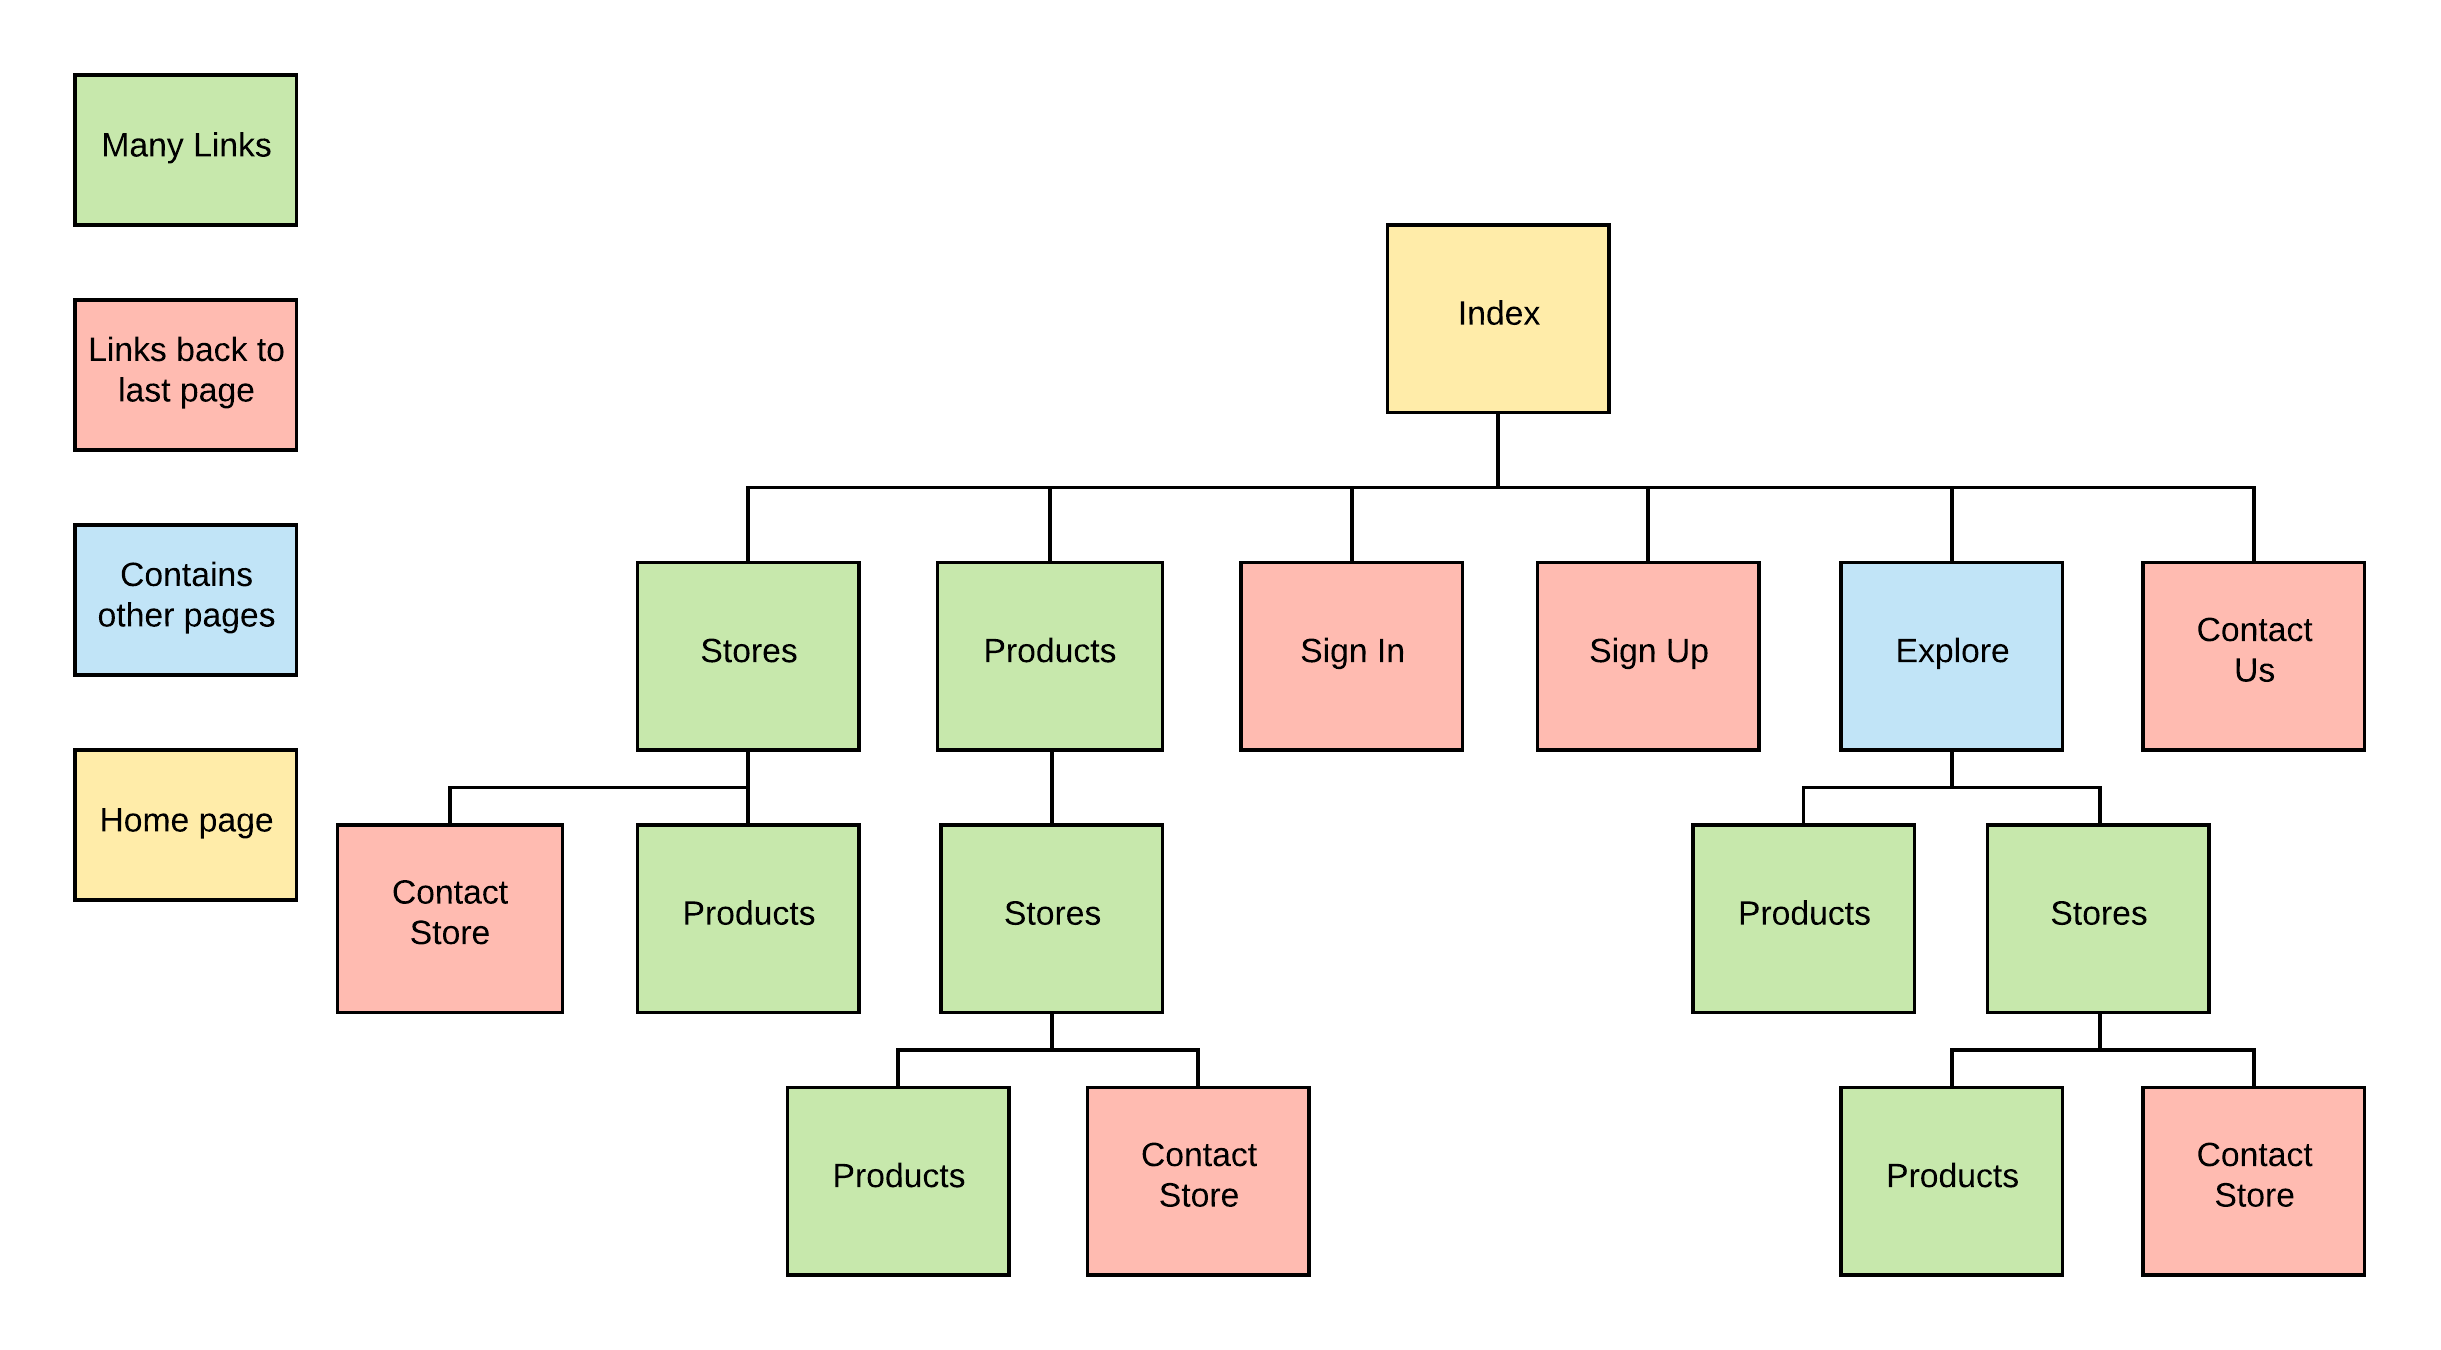 Many Links
Links back to
last page
Contains
other pages
Home page
Index
Stores
Products
Sign In
Sign Up
Explore
Contact
Us
Contact
Store
Products
Stores
Products
Stores
Products
Contact
Store
Products
Contact
Store